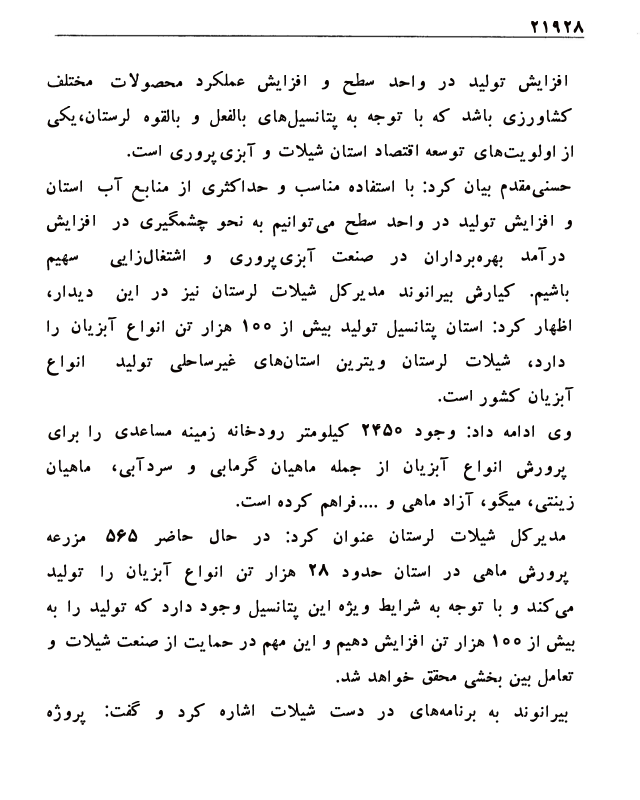 ۲۱۹۲۸
افزایش تولید در واحد سطح و افزایش عملکرد محصولات مختلف
کشاورزی باشد که با توجه به پتانسیل‌های بالفعل و بالقوه لرستان،یکی
از اولویت‌های توسعه اقتصاد استان شیلات و آبزی‌پروری است.
حسنی‌مقدم بیان کرد: با استفاده مناسب و حداکثری از منابع آب استان
و افزایش تولید در واحد سطح می‌توانیم به نحو چشمگیری در افزایش
درآمد بهره‌برداران در صنعت آبزی‌پروری و اشتغال‌زایی سهیم
باشیم. کیارش بیرانوند مدیرکل شیلات لرستان نیز در این دیدار،
اظهار کرد: استان پتانسیل تولید بیش از ۱۰۰ هزار تن انواع آبزیان را
دارد، شیلات لرستان ویترین استان‌های غیرساحلی تولید انواع
آبزیان کشور است.
وی ادامه داد: وجود ۲۴۵۰ کیلومتر رودخانه زمینه مساعدی را برای
پرورش انواع آبزیان از جمله ماهیان گرمابی و سردآبی، ماهیان
زینتی، میگو، آزاد ماهی و ....فراهم کرده است.
مدیرکل شیلات لرستان عنوان کرد: در حال حاضر ۵۶۵ مزرعه
پرورش ماهی در استان حدود ۲۸ هزار تن انواع آبزیان را تولید
می‌کند و با توجه به شرایط ویژه این پتانسیل وجود دارد که تولید را به
بیش از ۱۰۰ هزار تن افزایش دهیم و این مهم در حمایت از صنعت شیلات و
تعامل بین بخشی محقق خواهد شد.
بیرانوند به برنامه‌های در دست شیلات اشاره کرد و گفت: پروژه